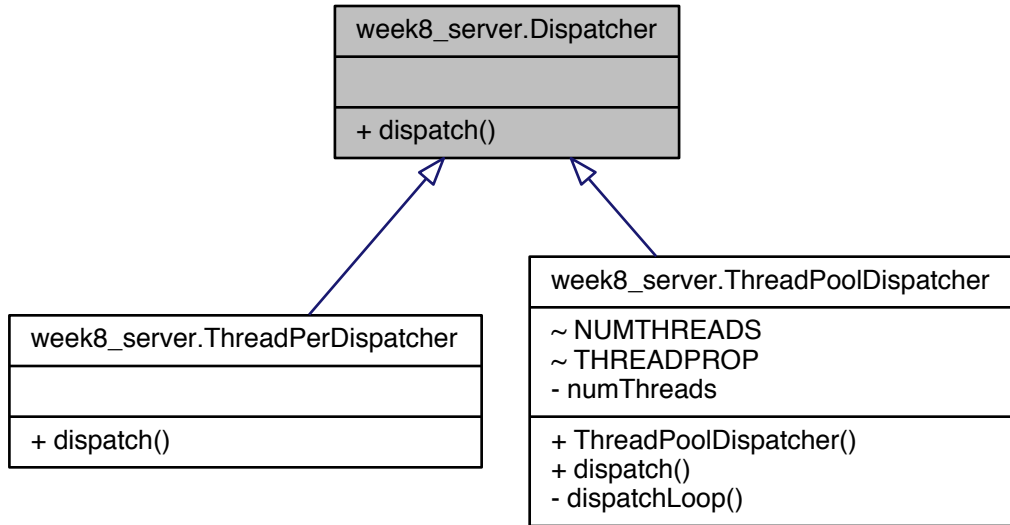 week8_server.Dispatcher
+ dispatch()
week8_server.ThreadPerDispatcher
+ dispatch()
week8_server.ThreadPoolDispatcher
~ NUMTHREADS
~ THREADPROP
- numThreads
+ ThreadPoolDispatcher()
+ dispatch()
- dispatchLoop()